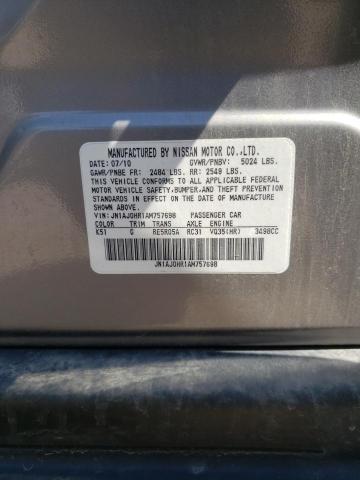 MANUFACTURED BY NISSAN MOTOR CO.,LTD.
DATE: 07/10 GVWR/PNBV: 5024 LBS.
GAWR/PNBE FR: 2484 LBS. RR: 2549 LBS.
THIS VEHICLE CONFORMS TO ALL APPLICABLE FEDERAL
MOTOR VEHICLE SAFETY, BUMPER, AND THEFT PREVENTION
STANDARDS IN EFFECT ON THE DATE OF MANUFACTURE
SHOWN ABOVE.
VIN: JN1AJ0HR1AM757698 PASSENGER CAR
COLOR TRIM TRANS AXLE ENGINE
K51 G RE5R05A RC31 VQ35(HR) 3498CC
JN1AJ0HR1AM757698